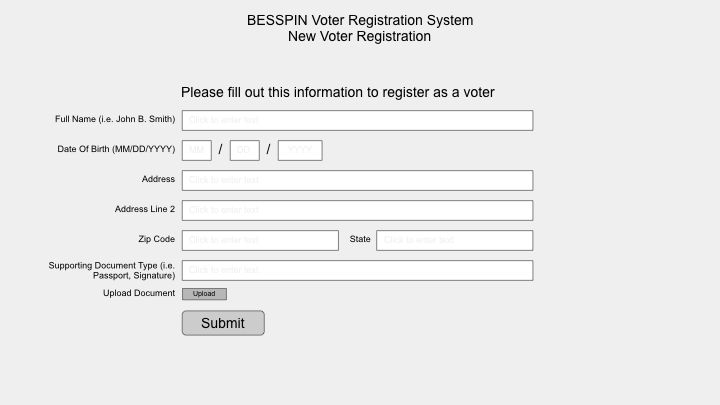 BESSPIN Voter Registration System
New Voter Registration
Please fill out this information to register as a voter
Full Name (i.e. John B. Smith) Click to enter text
Date Of Birth (MM/DD/YYYY) MM / DD / YYYY
Address Click to enter text
Address Line 2 Click to enter text
Zip Code Click to enter text State Click to enter text
Supporting Document Type (i.e.
Passport, Signature) Click to enter text
Upload Document Upload
Submit